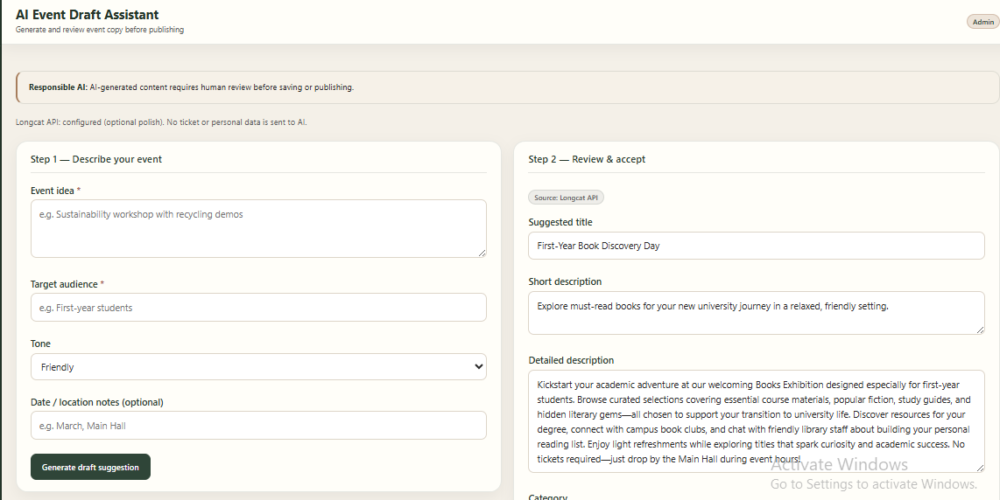 AI Event Draft Assistant
Generate and review event copy before publishing
Admin
Responsible AI: AI-generated content requires human review before saving or publishing.
Longcat API: configured (optional polish). No ticket or personal data is sent to AI.
Step 1 — Describe your event
Event idea *
e.g. Sustainability workshop with recycling demos
Target audience *
e.g. First-year students
Tone
Friendly
Date / location notes (optional)
e.g. March, Main Hall
Generate draft suggestion
Step 2 — Review & accept
Source: Longcat API
Suggested title
First-Year Book Discovery Day
Short description
Explore must-read books for your new university journey in a relaxed, friendly setting.
Detailed description
Kickstart your academic adventure at our welcoming Books Exhibition designed especially for first-year
students. Browse curated selections covering essential course materials, popular fiction, study guides, and
hidden literary gems—all chosen to support your transition to university life. Discover resources for your
degree, connect with campus book clubs, and chat with friendly library staff about building your personal
reading list. Enjoy light refreshments while exploring titles that spark curiosity and academic success. No
tickets required—just drop by the Main Hall during event hours!
Category
Activate Windows
Go to Settings to activate Windows.